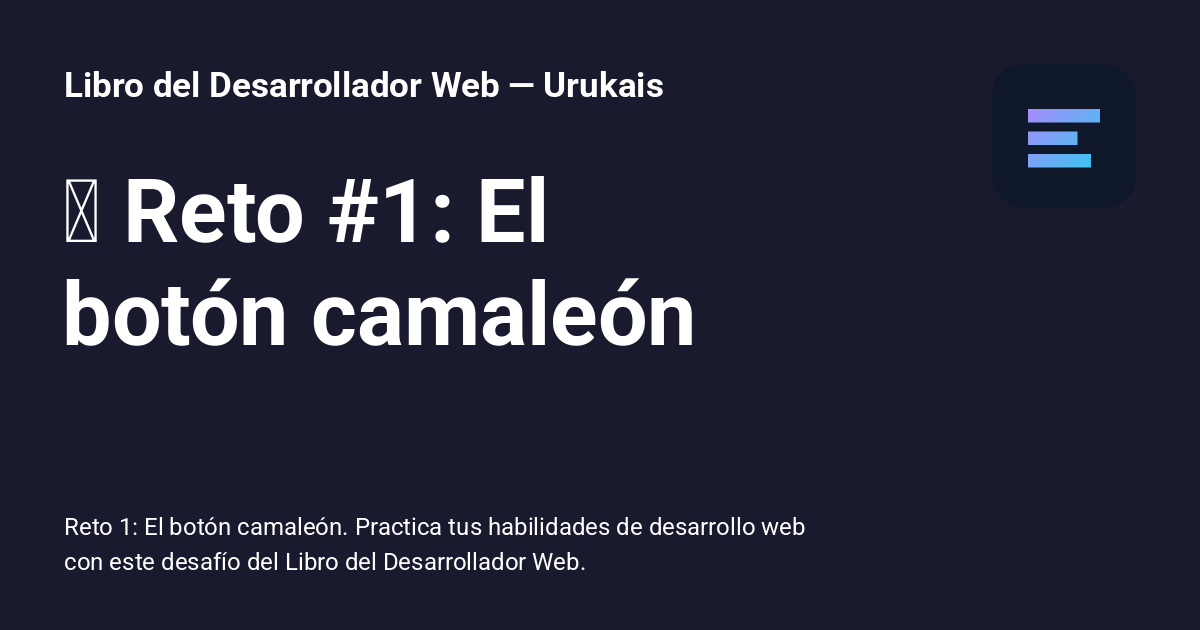 Libro del Desarrollador Web — Urukais
Reto #1: El
botón camaleón
Reto 1: El botón camaleón. Practica tus habilidades de desarrollo web
con este desafío del Libro del Desarrollador Web.